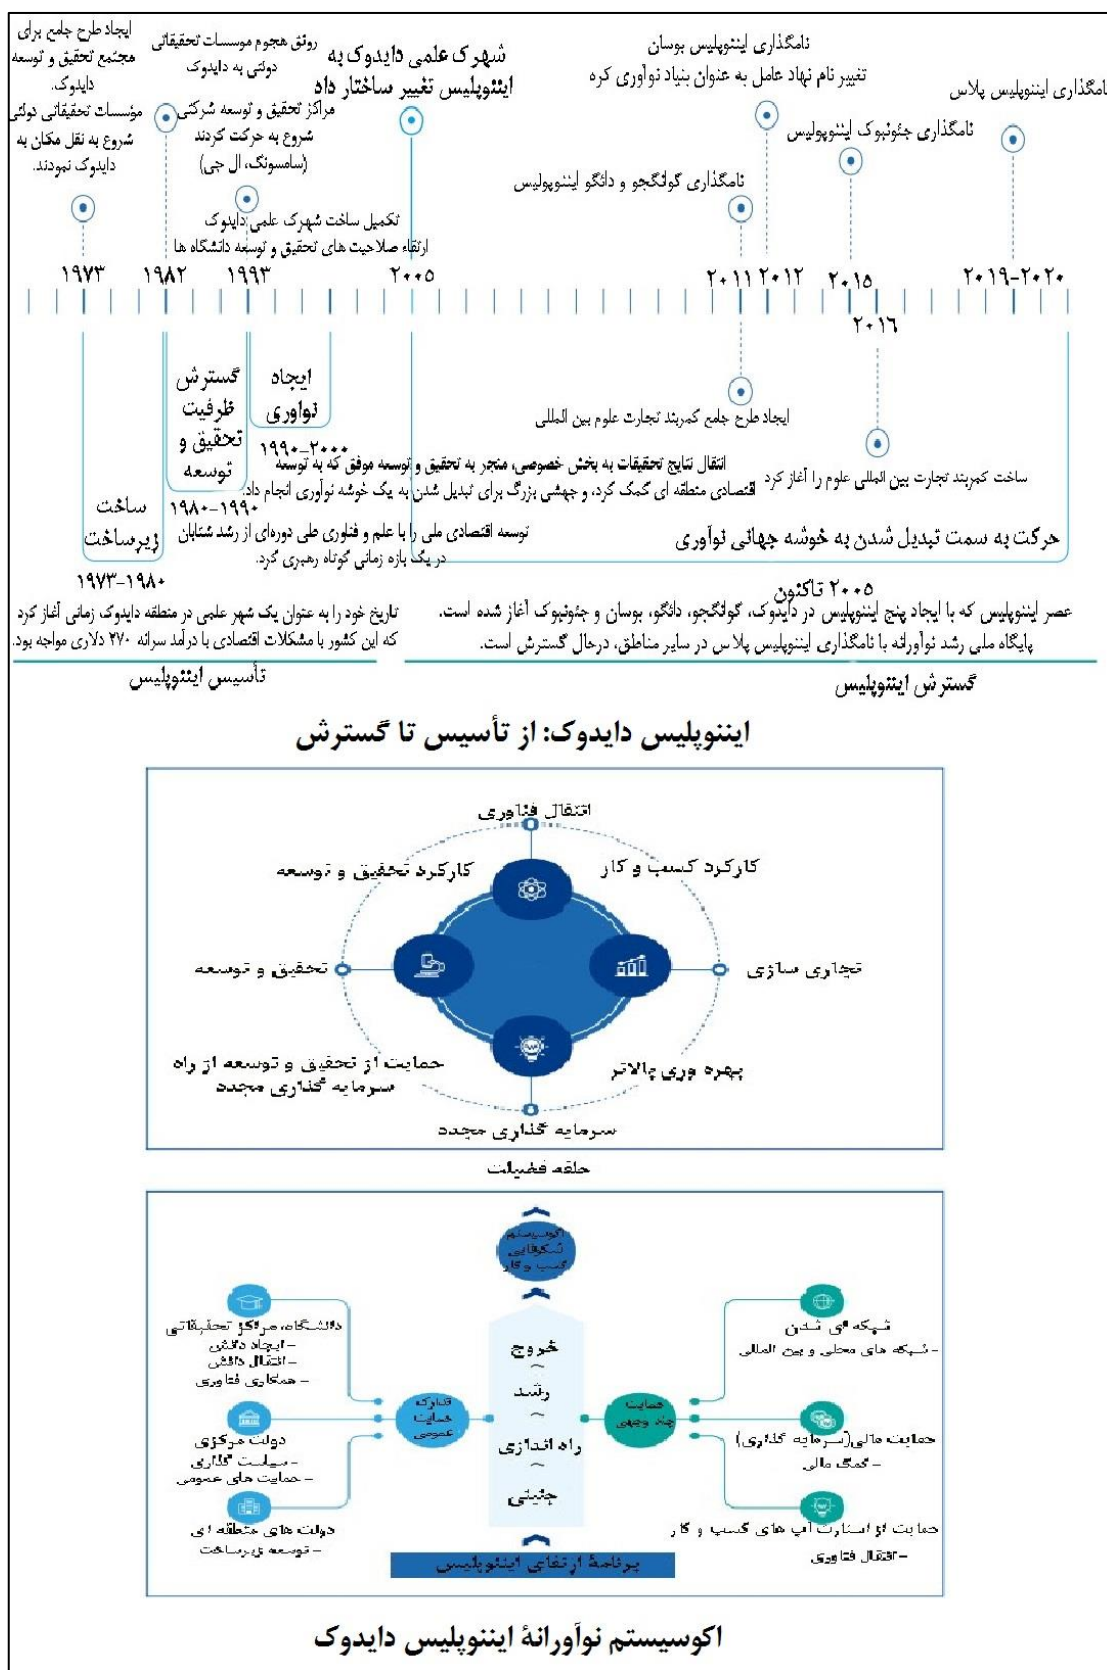 ایجاد طرح جامع برای
مجتمع تحقیق و توسعه
دایدوک.
مؤسسات تحقیقاتی دولتی
شروع به نقل مکان به
دایدوک نمودند.
رونق هجوم موسسات تحقیقاتی
دولتی به دایدوک
مراکز تحقیق و توسعه شرکتی
شروع به حرکت کردند
(سامسونگ، ال جی)
تکمیل ساخت شهرک علمی دایدوک
ارتقاء صلاحیت های تحقیق و توسعه دانشگاه ها
شهرک علمی دایدوک به
اینوپلیس تغییر ساختار داد
نامگذاری اینوپلیس بوسان
تغییر نام نهاد عامل به عنوان بنیاد نوآوری کره
نامگذاری گوانگجو و دائگو اینوپولیس
نامگذاری جئونبوک اینوپولیس
نامگذاری اینوپلیس پلاس
۱۹۷۳
۱۹۸۲
۱۹۹۳
۲۰۰۵
۲۰۱۱
۲۰۱۲
۲۰۱۵
۲۰۱۶
۲۰۱۹-۲۰۲۰
ساخت
زیرساخت
۱۹۷۳-۱۹۸۰
گسترش
ظرفیت
تحقیق و
توسعه
۱۹۸۰-۱۹۹۰
ایجاد
نوآوری
۱۹۹۰-۲۰۰۰
ایجاد طرح جامع کمربند تجارت علوم بین المللی
ساخت کمربند تجارت بین المللی علوم را آغاز کرد
انتقال نتایج تحقیقات به بخش خصوصی، منجر به تحقیق و توسعه موفق که به توسعه
اقتصادی منطقه ای کمک کرد، و جهشی بزرگ برای تبدیل شدن به یک خوشه نوآوری انجام داد.
توسعه اقتصادی ملی را با علم و فناوری طی دوره‌ای از رشد شتابان
در یک بازه زمانی کوتاه رهبری کرد.
حرکت به سمت تبدیل شدن به خوشه جهانی نوآوری
۲۰۰۵ تاکنون
تاریخ خود را به عنوان یک شهر علمی در منطقه دایدوک زمانی آغاز کرد
که این کشور با مشکلات اقتصادی با درآمد سرانه ۲۷۰ دلاری مواجه بود.
تأسیس اینوپلیس
عصر اینوپلیس که با ایجاد پنج اینوپلیس در دایدوک، گوانگجو، دائگو، بوسان و جئونبوک آغاز شده است.
پایگاه ملی رشد نوآورانه با نامگذاری اینوپلیس پلاس در سایر مناطق، درحال گسترش است.
گسترش اینوپلیس
اینوپلیس دایدوک: از تأسیس تا گسترش
انتقال فناوری
کارکرد کسب و کار
کارکرد تحقیق و توسعه
تجاری سازی
تحقیق و توسعه
بهره وری بالاتر
حمایت از تحقیق و توسعه از راه
سرمایه گذاری مجدد
سرمایه گذاری مجدد
حلقه فضیلت
اکوسیستم
شکوفایی
کسب و کار
خروج
رشد
راه اندازی
جنینی
برنامهٔ ارتقای اینوپلیس
تدارک
حمایت
عمومی
حمایت
چند وجهی
دانشگاه، مراکز تحقیقاتی
– ایجاد دانش
– انتقال دانش
– همکاری فناوری
دولت مرکزی
– سیاست گذاری
– حمایت های عمومی
دولت های منطقه ای
– توسعه زیرساخت
شبکه ای شدن
– شبکه های محلی و بین المللی
حمایت مالی(سرمایه گذاری)
– کمک مالی
حمایت از استارت آپ های کسب و کار
– انتقال فناوری
اکوسیستم نوآورانهٔ اینوپلیس دایدوک